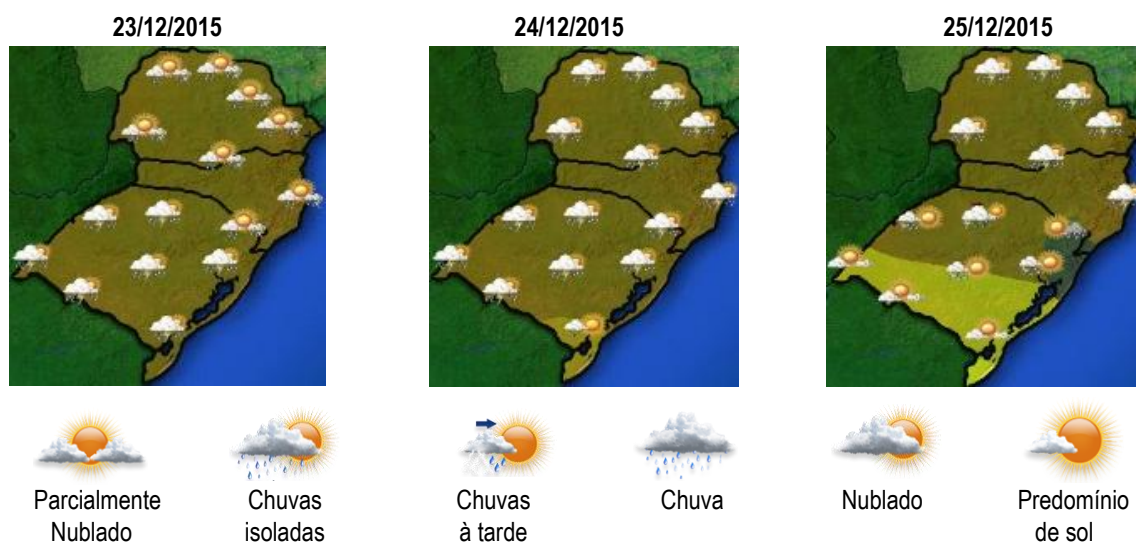 23/12/2015
24/12/2015
25/12/2015
Parcialmente
Nublado
Chuvas
isoladas
Chuvas
à tarde
Chuva
Nublado
Predomínio
de sol